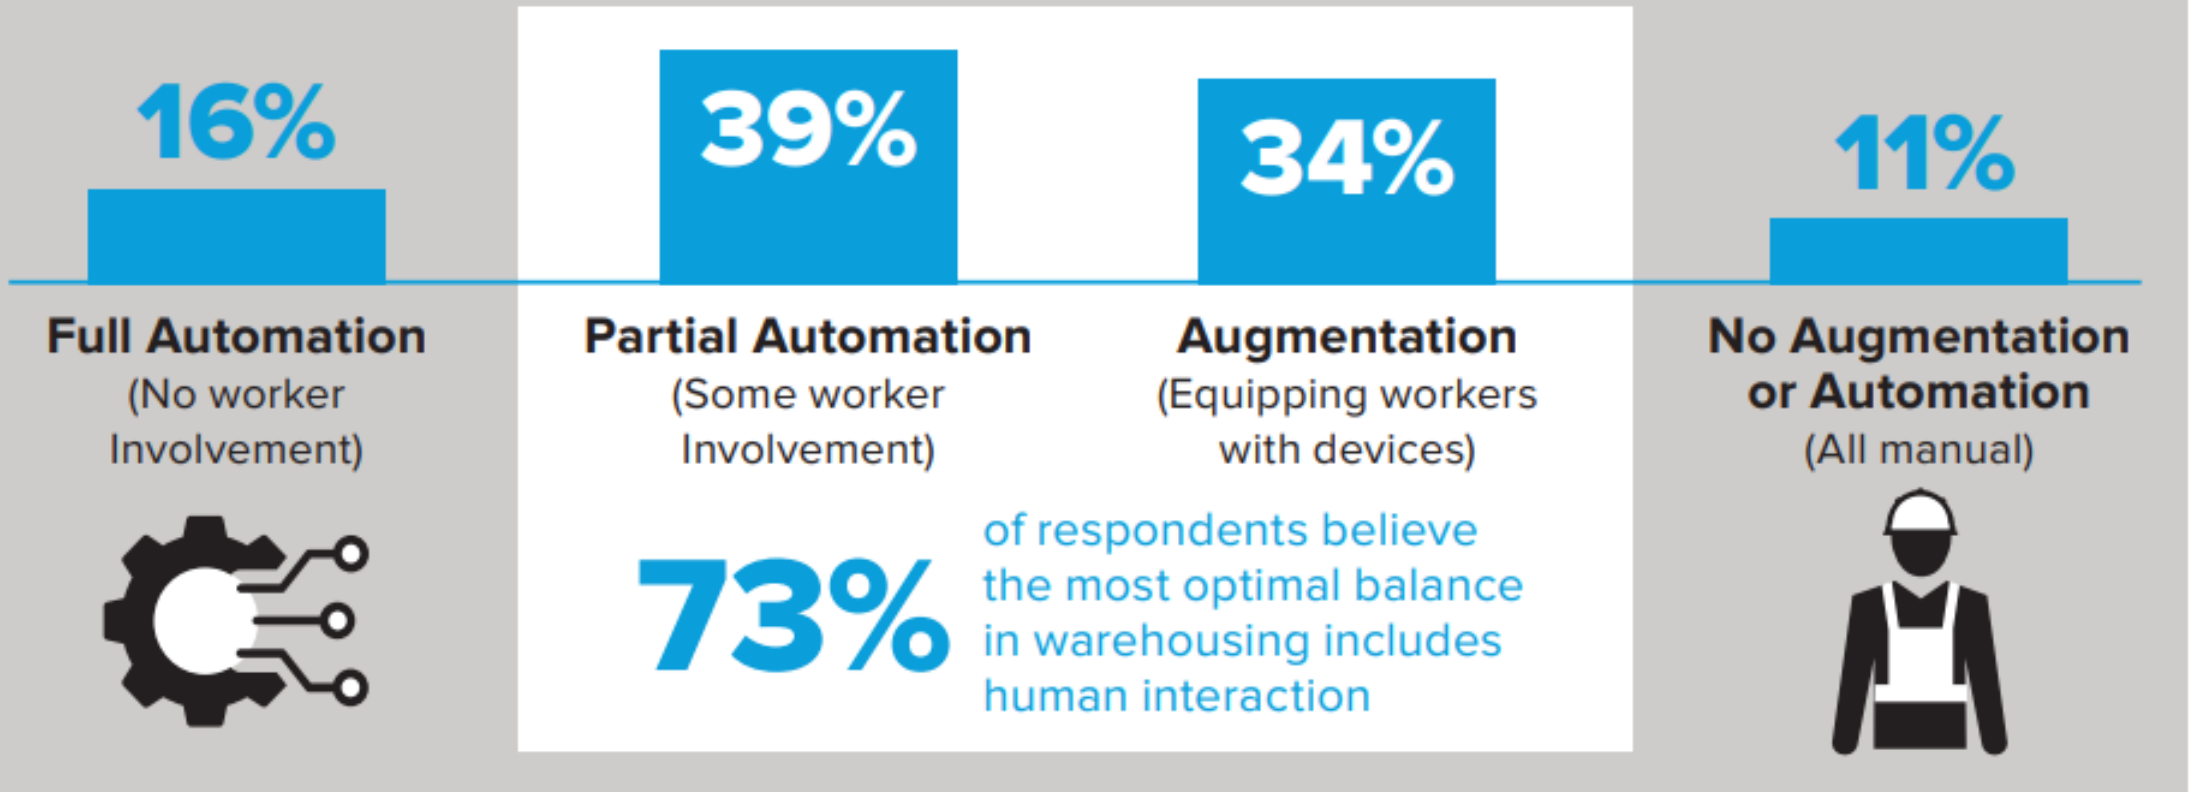 16%
39%
34%
11%
Full Automation
(No worker
Involvement)
Partial Automation
(Some worker
Involvement)
Augmentation
(Equipping workers
with devices)
No Augmentation
or Automation
(All manual)
73%
of respondents believe
the most optimal balance
in warehousing includes
human interaction